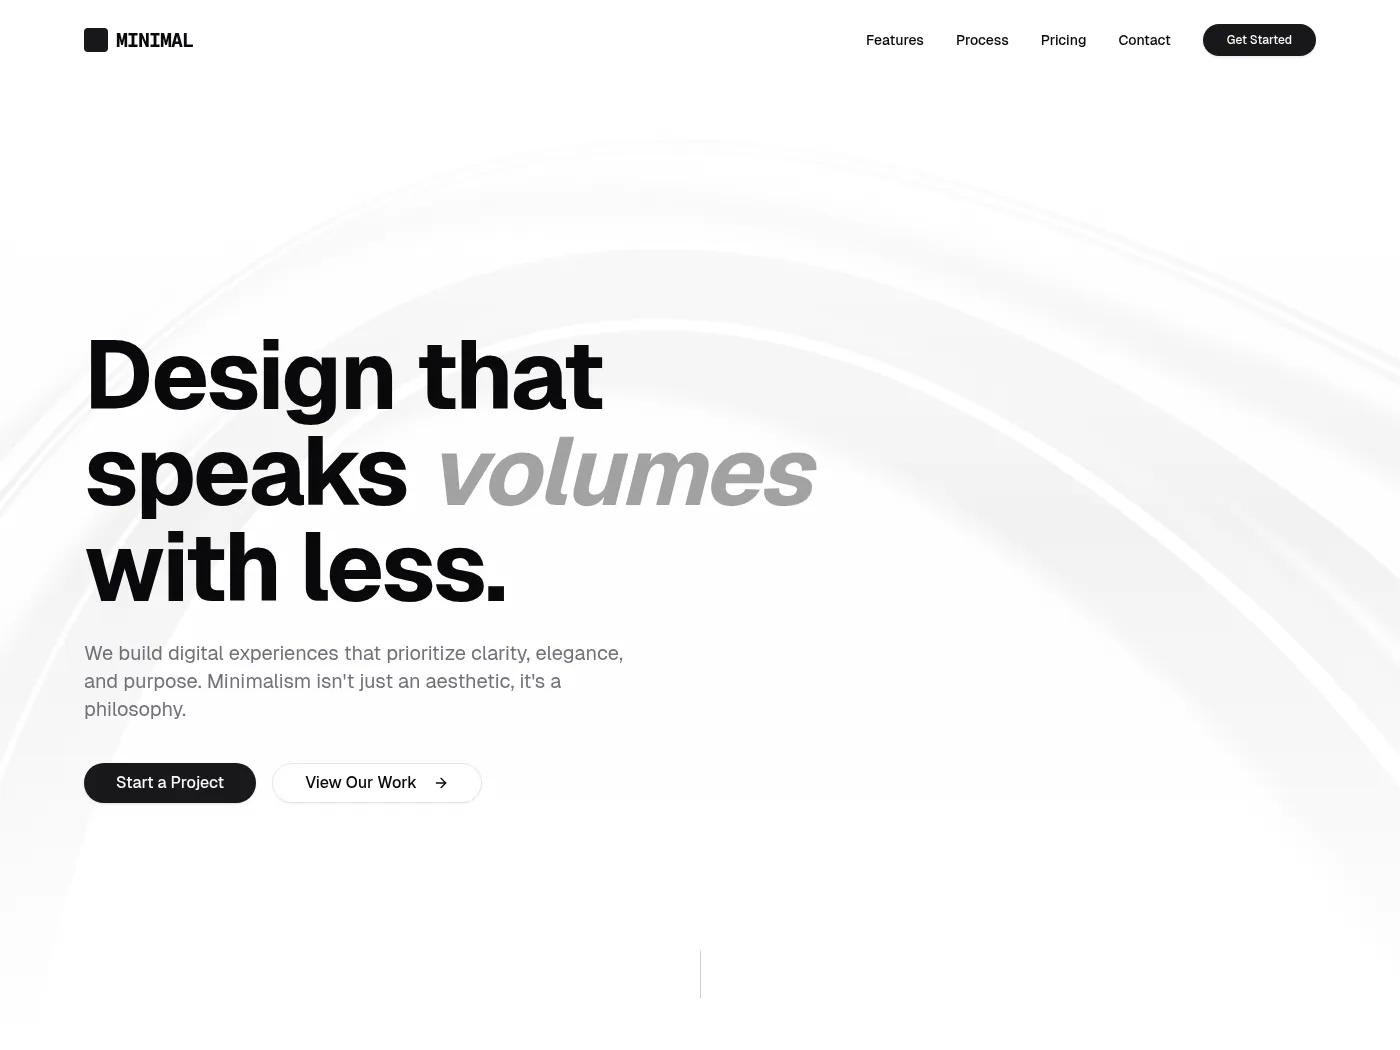 MINIMAL
Features
Process
Pricing
Contact
Get Started
Design that
speaks volumes
with less.
We build digital experiences that prioritize clarity, elegance,
and purpose. Minimalism isn't just an aesthetic, it's a
philosophy.
Start a Project
View Our Work →